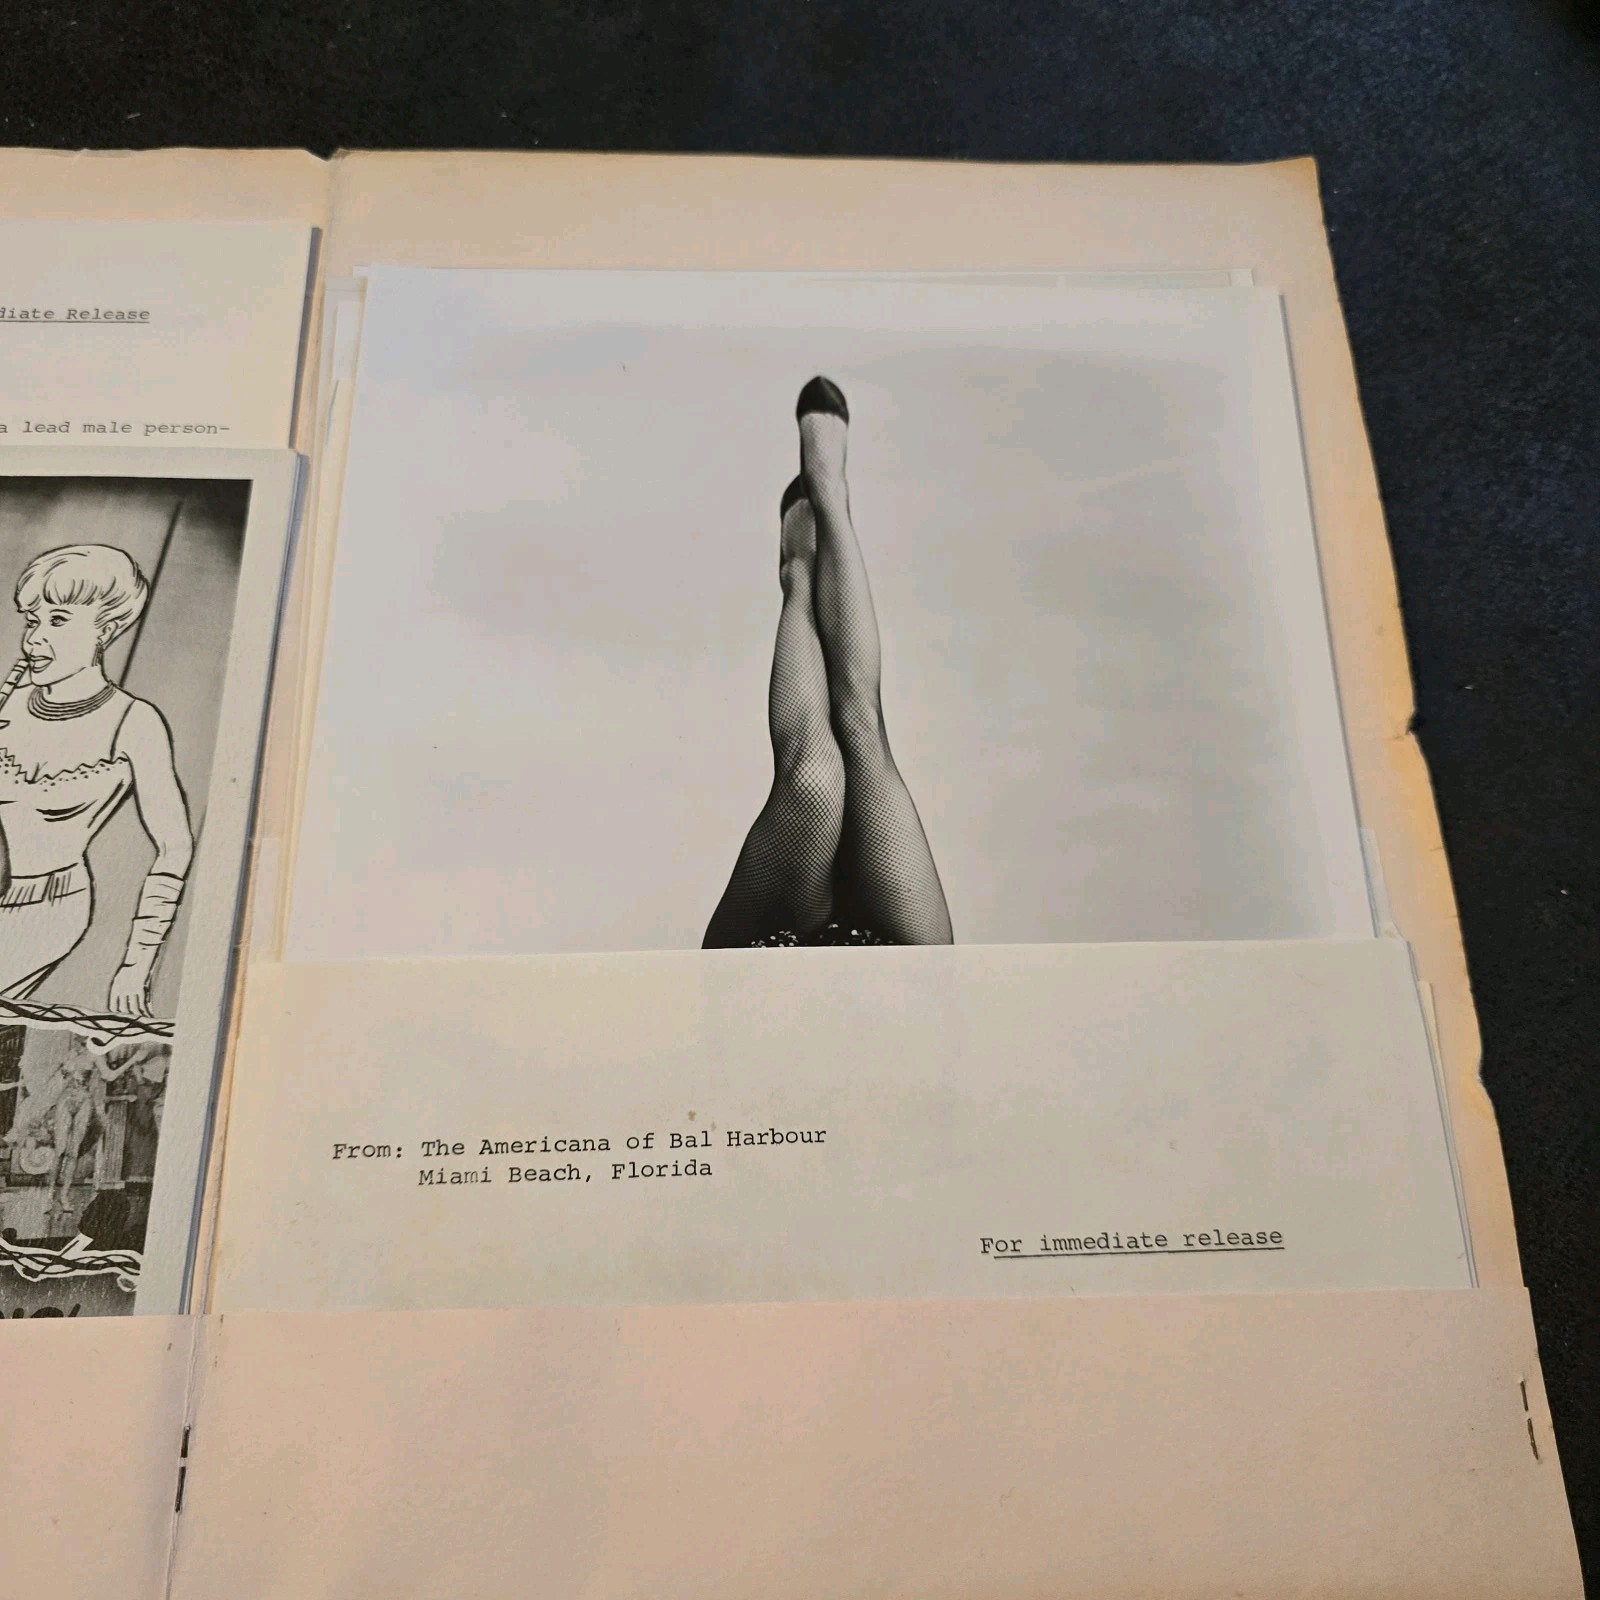 diate Release
a lead male person-
From: The Americana of Bal Harbour
Miami Beach, Florida
For immediate release